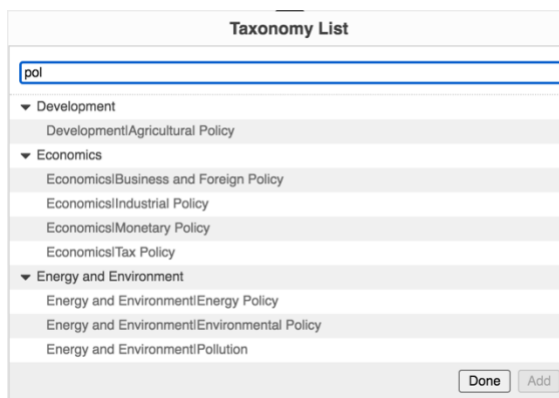 Taxonomy List
pol
Development
Development|Agricultural Policy
Economics
Economics|Business and Foreign Policy
Economics|Industrial Policy
Economics|Monetary Policy
Economics|Tax Policy
Energy and Environment
Energy and Environment|Energy Policy
Energy and Environment|Environmental Policy
Energy and Environment|Pollution
Done Add